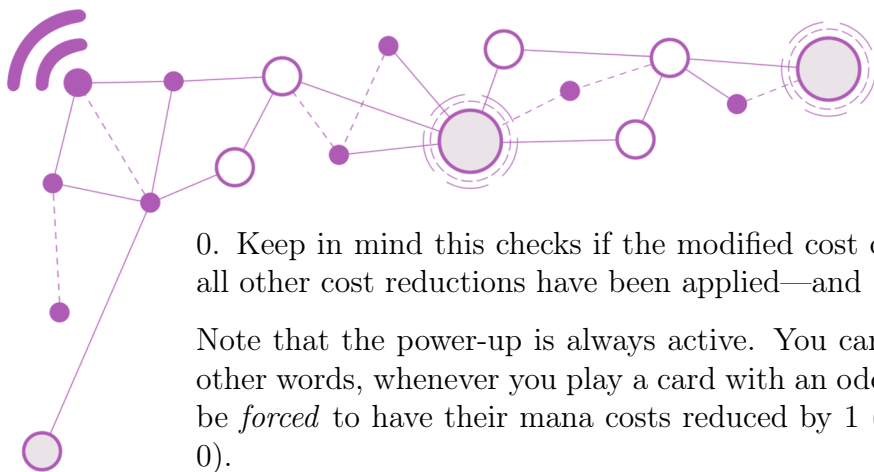 0. Keep in mind this checks if the modified cost
all other cost reductions have been applied—and
Note that the power-up is always active. You
other words, whenever you play a card with an
be forced to have their mana costs reduced by 1
0).